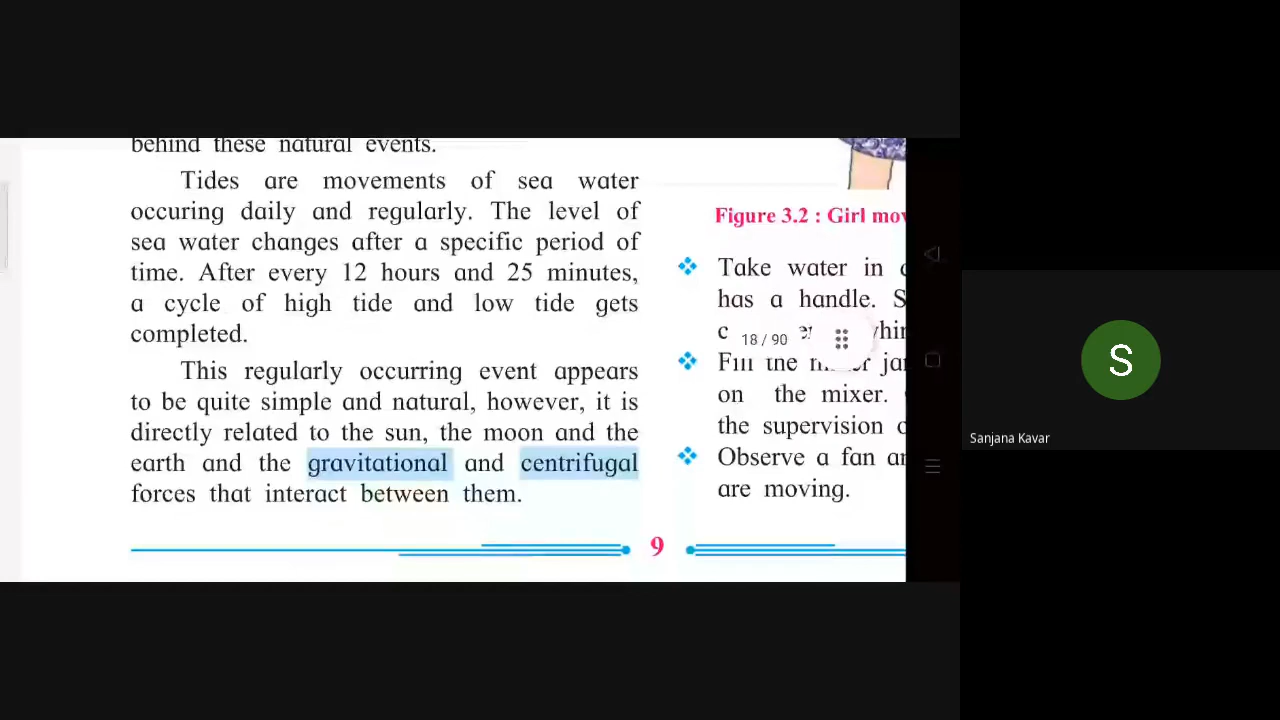 behind these natural events.
Tides are movements of sea water
occuring daily and regularly. The level of
sea water changes after a specific period of
time. After every 12 hours and 25 minutes,
a cycle of high tide and low tide gets
completed.
This regularly occurring event appears
to be quite simple and natural, however, it is
directly related to the sun, the moon and the
earth and the gravitational and centrifugal
forces that interact between them.
9
Figure 3.2 : Girl
Take water in
has a handle.
18 / 90
Fill the
on the mixer.
the supervision
Observe a fan
are moving.
S
Sanjana Kavar